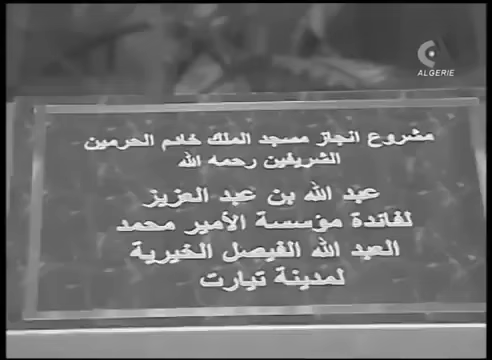 ALGERIE
مشروع انجاز مسجد الملك خادم الحرمين
الشريفين رحمه الله
عبد الله بن عبد العزيز
لفائدة مؤسسة الأمير محمد
العبد الله الفيصل الخيرية
لمدينة تيارت